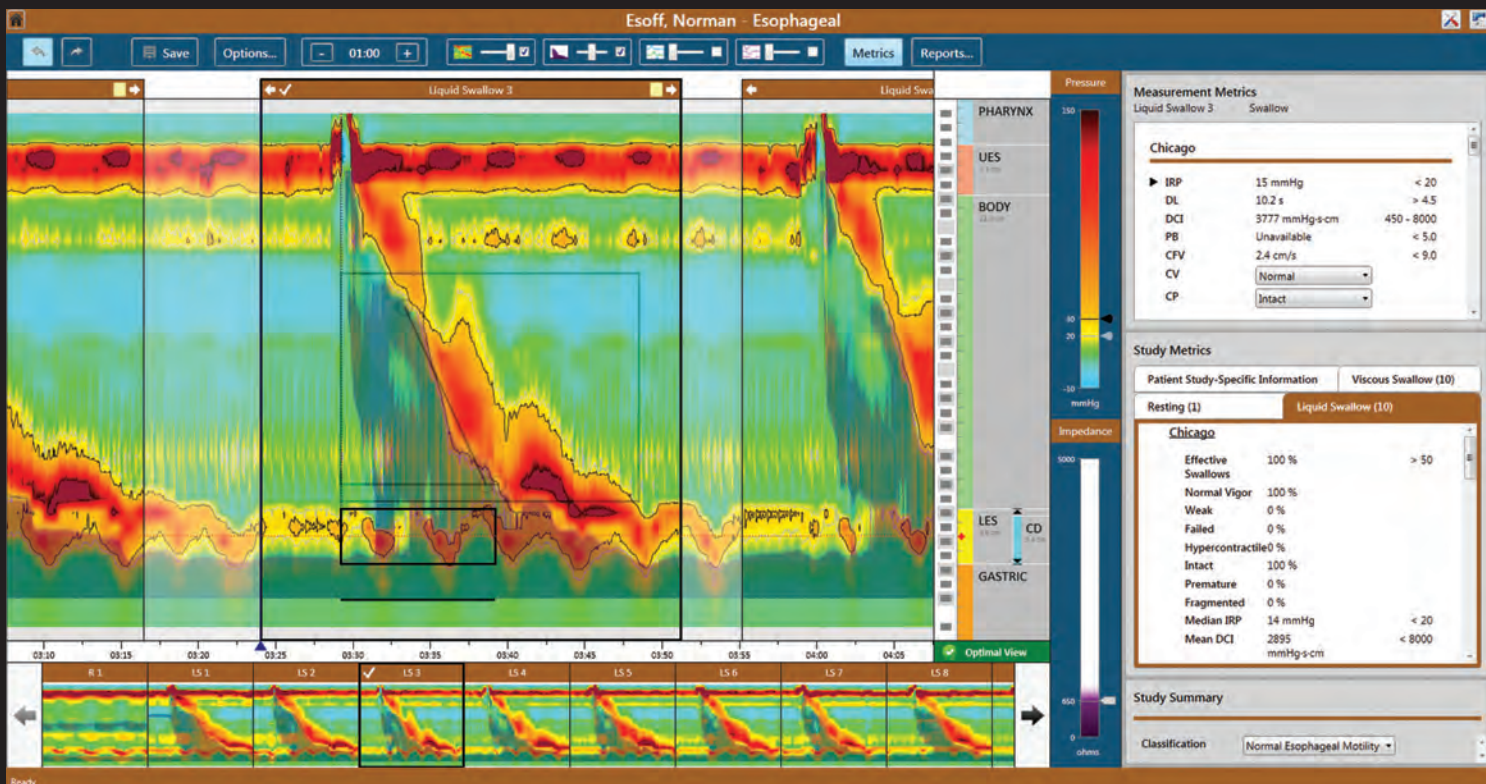 Esoff, Norman - Esophageal
Save
Options...
- 01:00 +
Metrics
Reports...
Liquid Swallow 3
Liquid Swa
PHARYNX
UES
BODY
LES
CD
GASTRIC
Optimal View
03:10 03:15 03:25 03:30 03:35 03:40 03:45 03:50 03:55 04:00 04:05
R 1 LS 1 LS 2 LS 3 LS 4 LS 5 LS 6 LS 7 LS 8
Ready
Pressure
150
20
-10
mmHg
Impedance
5000
650
0
ohms
Measurement Metrics
Liquid Swallow 3 Swallow
Chicago
IRP 15 mmHg < 20
DL 10.2 s > 4.5
DCI 3777 mmHg·s·cm 450 - 8000
PB Unavailable < 5.0
CFV 2.4 cm/s < 9.0
CV Normal
CP Intact
Study Metrics
Patient Study-Specific Information Viscous Swallow (10)
Resting (1) Liquid Swallow (10)
Chicago
Effective 100 % > 50
Swallows
Normal Vigor 100 %
Weak 0 %
Failed 0 %
Hypercontractile 0 %
Intact 100 %
Premature 0 %
Fragmented 0 %
Median IRP 14 mmHg < 20
Mean DCI 2895 < 8000
mmHg·s·cm
Study Summary
Classification Normal Esophageal Motility